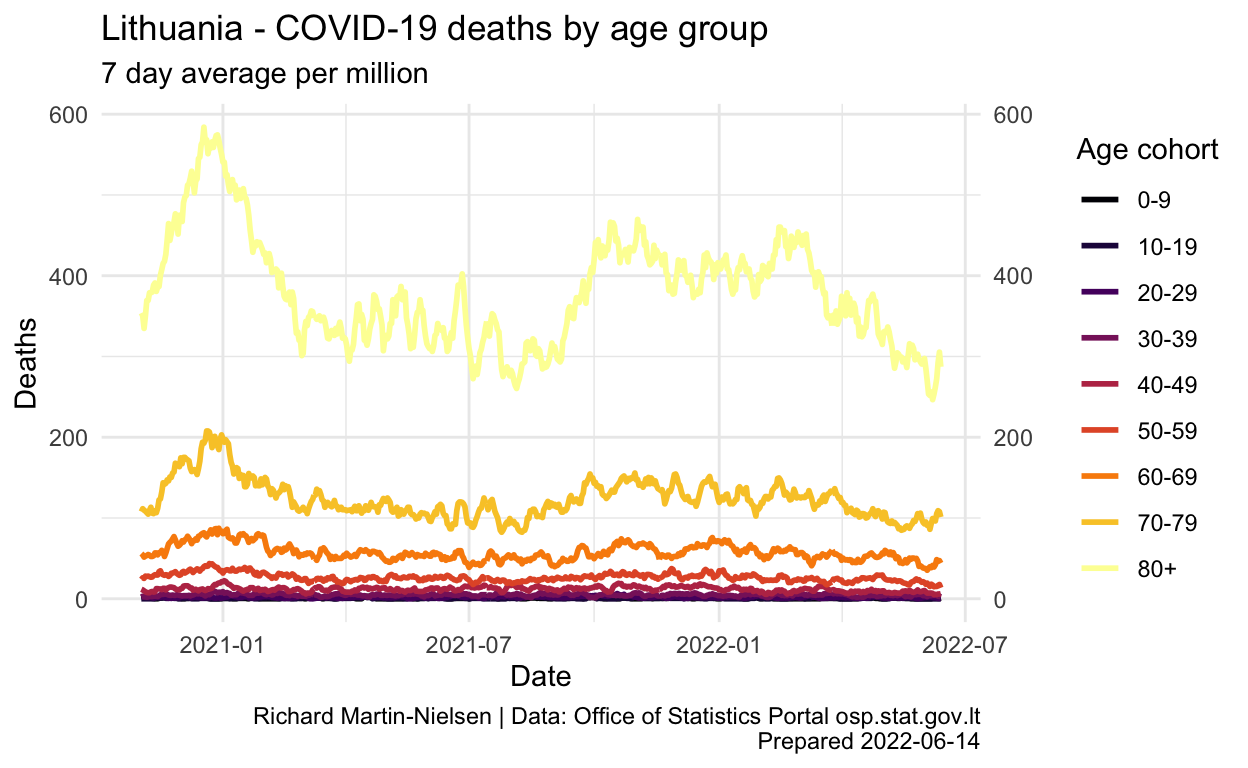 Lithuania - COVID-19 deaths by age group
7 day average per million
600
400
200
0
Deaths
600
400
200
0
2021-01 2021-07 2022-01 2022-07
Date
Age cohort
0-9
10-19
20-29
30-39
40-49
50-59
60-69
70-79
80+
Richard Martin-Nielsen | Data: Office of Statistics Portal osp.stat.gov.lt
Prepared 2022-06-14